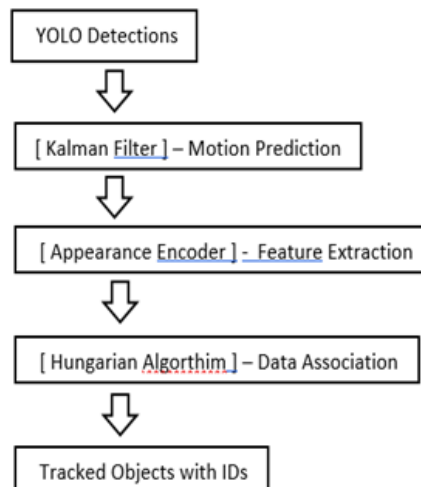 YOLO Detections
[ Kalman Filter ] – Motion Prediction
[ Appearance Encoder ] - Feature Extraction
[ Hungarian Algorthim ] – Data Association
Tracked Objects with IDs